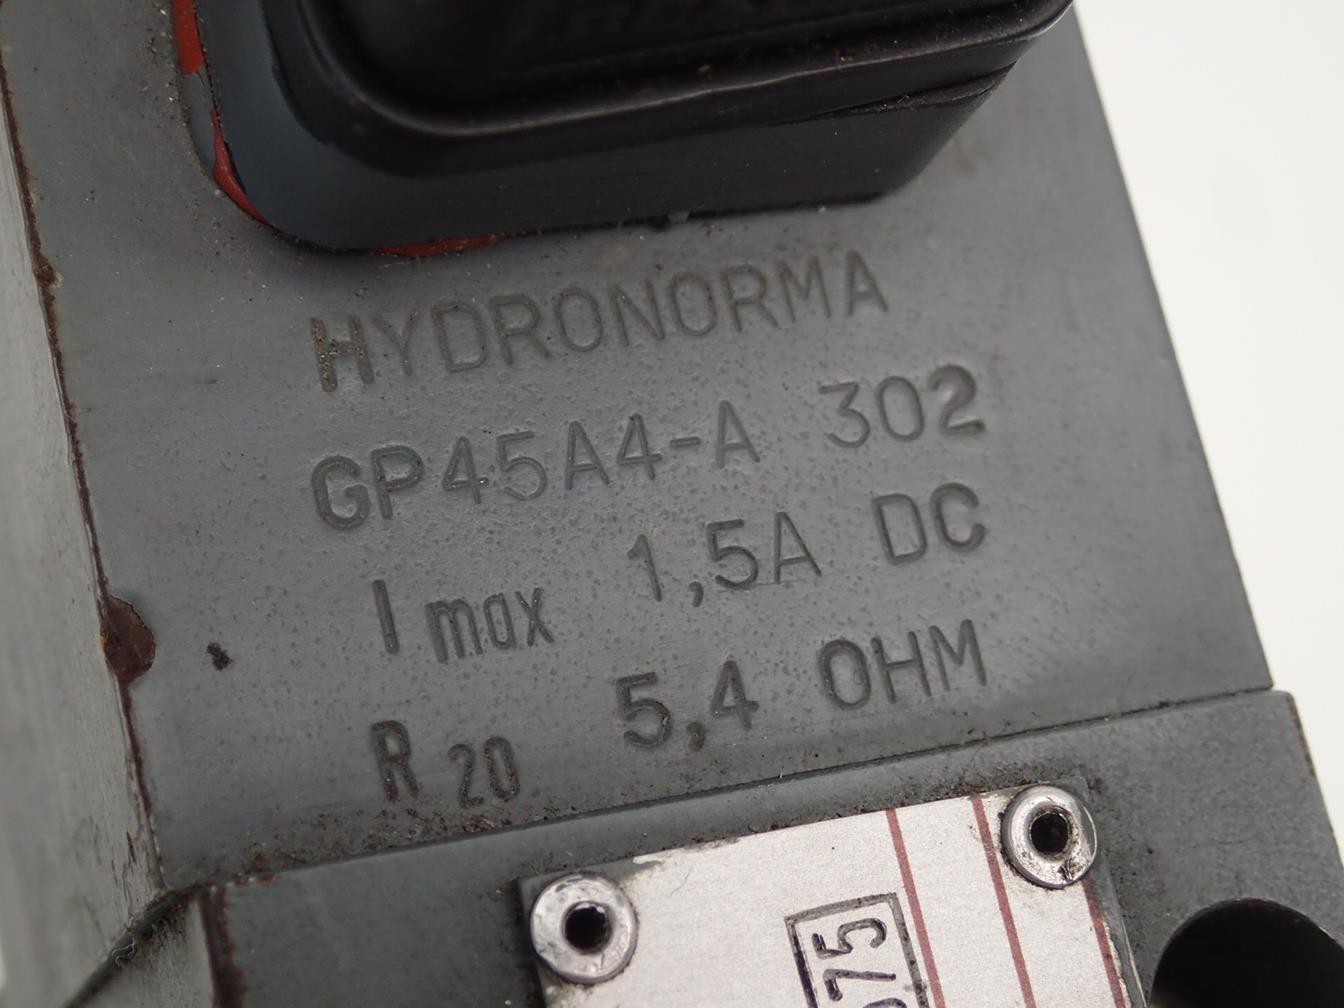 HYDRONORMA
GP45A4-A 302
I max 1,5A DC
R 20 5,4 OHM